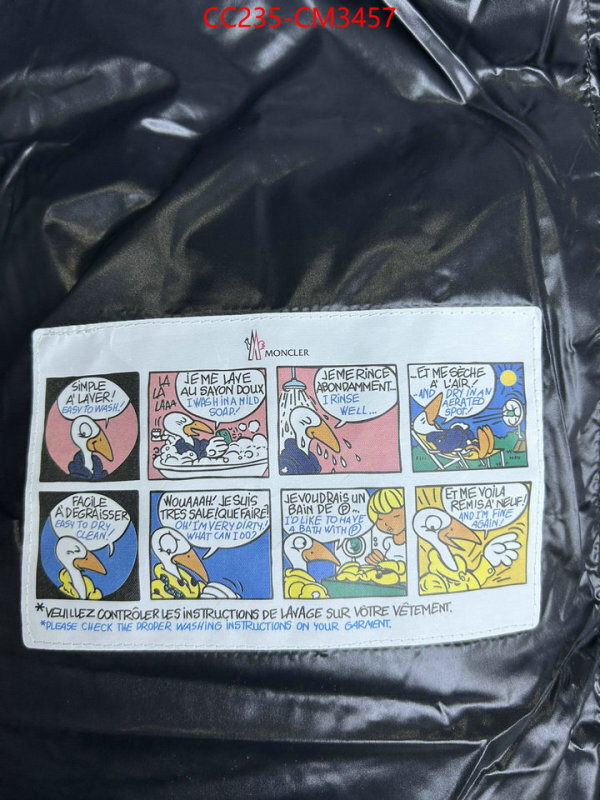 CC235-CM3457
MONCLER
SIMPLE
A' LAVER!
EASY TO WASH!
LA
LA
LAAA
JE ME LAVE
AU SAVON DOUX
I WASH IN A MILD
SOAP!
JE ME RINCE
ABONDAMMENT...
I RINSE
WELL...
...ET ME SÈCHE
A' L'AIR!
...AND DRY IN AN
AERATED
SPOT!
FACILE
A' DEGRAISSER
EASY TO DRY
CLEAN!
WOUAAAH! JE SUIS
TRES SALE! QUE FAIRE!
OH! I'M VERY DIRTY!
WHAT CAN I DO?
JE VOUDRAIS UN
BAIN DE Ⓟ...
I'D LIKE TO HAVE
A BATH WITH Ⓟ
ET ME VOILA
REMIS A' NEUF!
AND I'M FINE
AGAIN!
*VEUILLEZ CONTRÔLER LES INSTRUCTIONS DE LAVAGE SUR VÔTRE VÊTEMENT.
*PLEASE CHECK THE PROPER WASHING INSTRUCTIONS ON YOUR GARMENT.